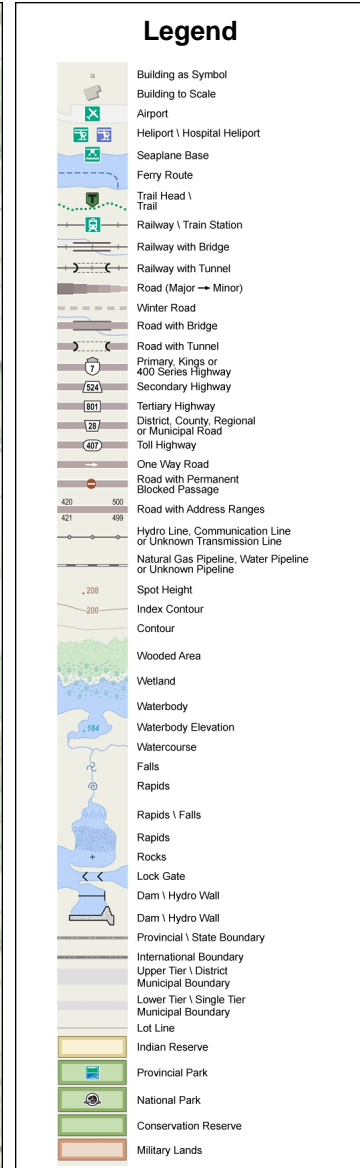 Legend
Building as Symbol
Building to Scale
Airport
Heliport \ Hospital Heliport
Seaplane Base
Ferry Route
T
Trail Head \
Trail
Railway \ Train Station
Railway with Bridge
Railway with Tunnel
Road (Major → Minor)
Winter Road
Road with Bridge
Road with Tunnel
7
Primary, Kings or
400 Series Highway
524 Secondary Highway
801 Tertiary Highway
28
District, County, Regional
or Municipal Road
407 Toll Highway
One Way Road
Road with Permanent
Blocked Passage
420 500
Road with Address Ranges
421 499
Hydro Line, Communication Line
or Unknown Transmission Line
Natural Gas Pipeline, Water Pipeline
or Unknown Pipeline
.208 Spot Height
200 Index Contour
Contour
Wooded Area
Wetland
Waterbody
.184 Waterbody Elevation
Watercourse
Falls
Rapids
Rapids \ Falls
Rapids
Rocks
Lock Gate
Dam \ Hydro Wall
Dam \ Hydro Wall
Provincial \ State Boundary
International Boundary
Upper Tier \ District
Municipal Boundary
Lower Tier \ Single Tier
Municipal Boundary
Lot Line
Indian Reserve
Provincial Park
National Park
Conservation Reserve
Military Lands